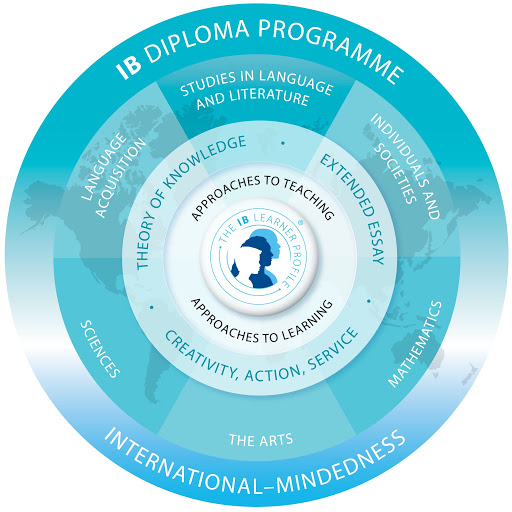 IB DIPLOMA PROGRAMME
STUDIES IN LANGUAGE
AND LITERATURE
LANGUAGE
ACQUISITION
INDIVIDUALS AND
SOCIETIES
THEORY OF KNOWLEDGE
EXTENDED ESSAY
APPROACHES TO TEACHING
• THE IB LEARNER PROFILE • ®
APPROACHES TO LEARNING
CREATIVITY, ACTION, SERVICE
SCIENCES
MATHEMATICS
THE ARTS
INTERNATIONAL–MINDEDNESS